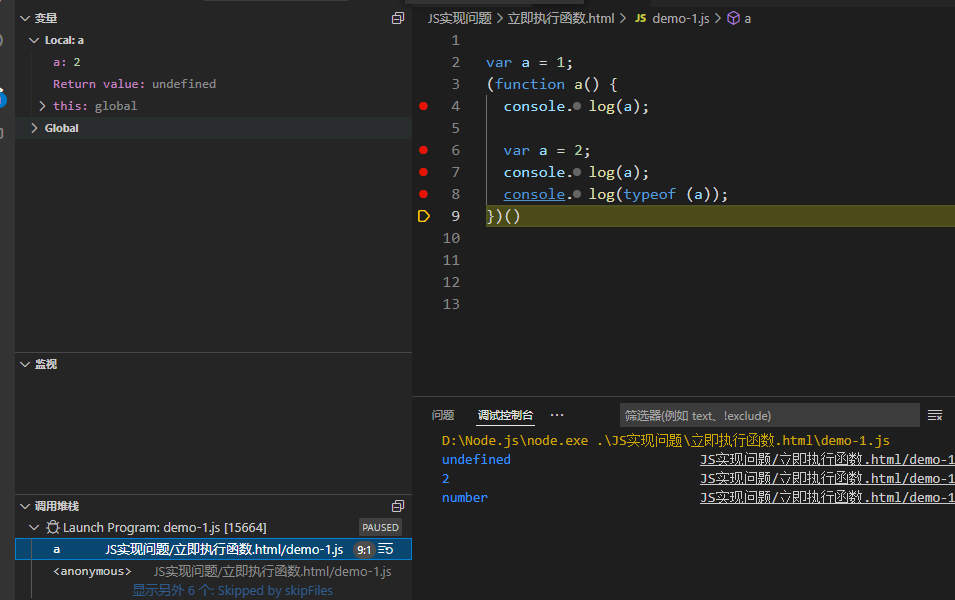 变量
Local: a
a: 2
Return value: undefined
this: global
Global
监视
调用堆栈
Launch Program: demo-1.js [15664]
PAUSED
a JS实现问题/立即执行函数.html/demo-1.js 9:1
<anonymous> JS实现问题/立即执行函数.html/demo-1.js
显示另外 6 个: Skipped by skipFiles
JS实现问题 > 立即执行函数.html > JS demo-1.js > a
1
2 var a = 1;
3 (function a() {
4 console. log(a);
5
6 var a = 2;
7 console. log(a);
8 console. log(typeof (a));
9 })()
10
11
12
13
问题 调试控制台 ···
筛选器(例如 text、!exclude)
D:\Node.js\node.exe .\JS实现问题\立即执行函数.html\demo-1.js
undefined JS实现问题/立即执行函数.html/demo-1
2 JS实现问题/立即执行函数.html/demo-1
number JS实现问题/立即执行函数.html/demo-1